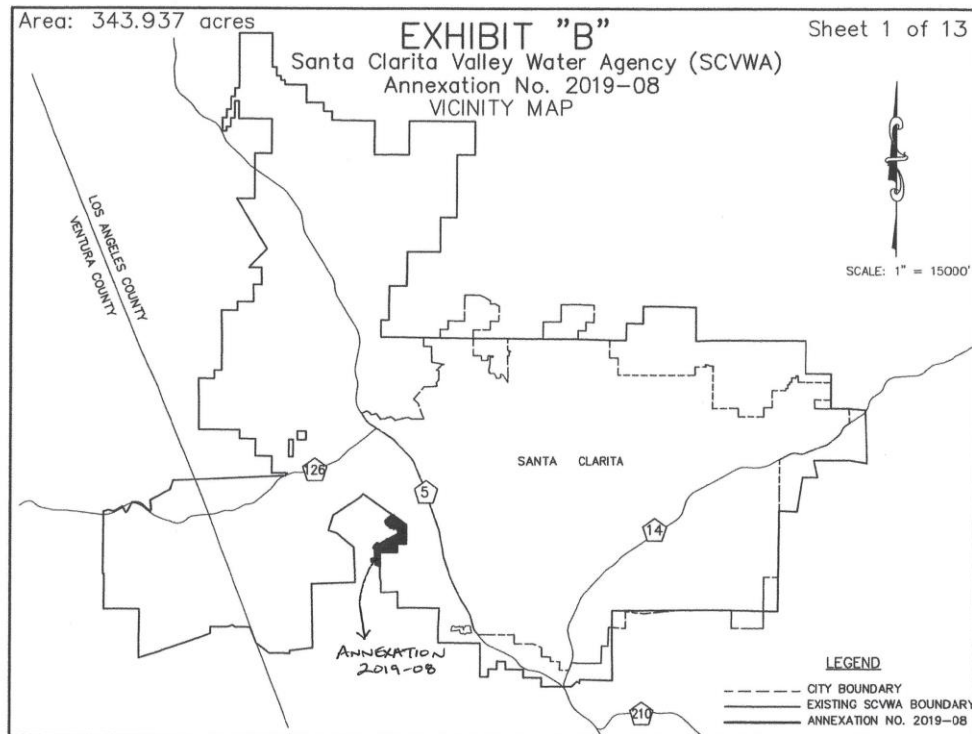 Area: 343.937 acres
EXHIBIT "B"
Sheet 1 of 13
Santa Clarita Valley Water Agency (SCVWA)
Annexation No. 2019-08
VICINITY MAP
LOS ANGELES COUNTY
VENTURA COUNTY
SCALE: 1" = 15000'
SANTA CLARITA
126
5
14
ANNEXATION
2019-08
210
LEGEND
CITY BOUNDARY
EXISTING SCVWA BOUNDARY
ANNEXATION NO. 2019-08